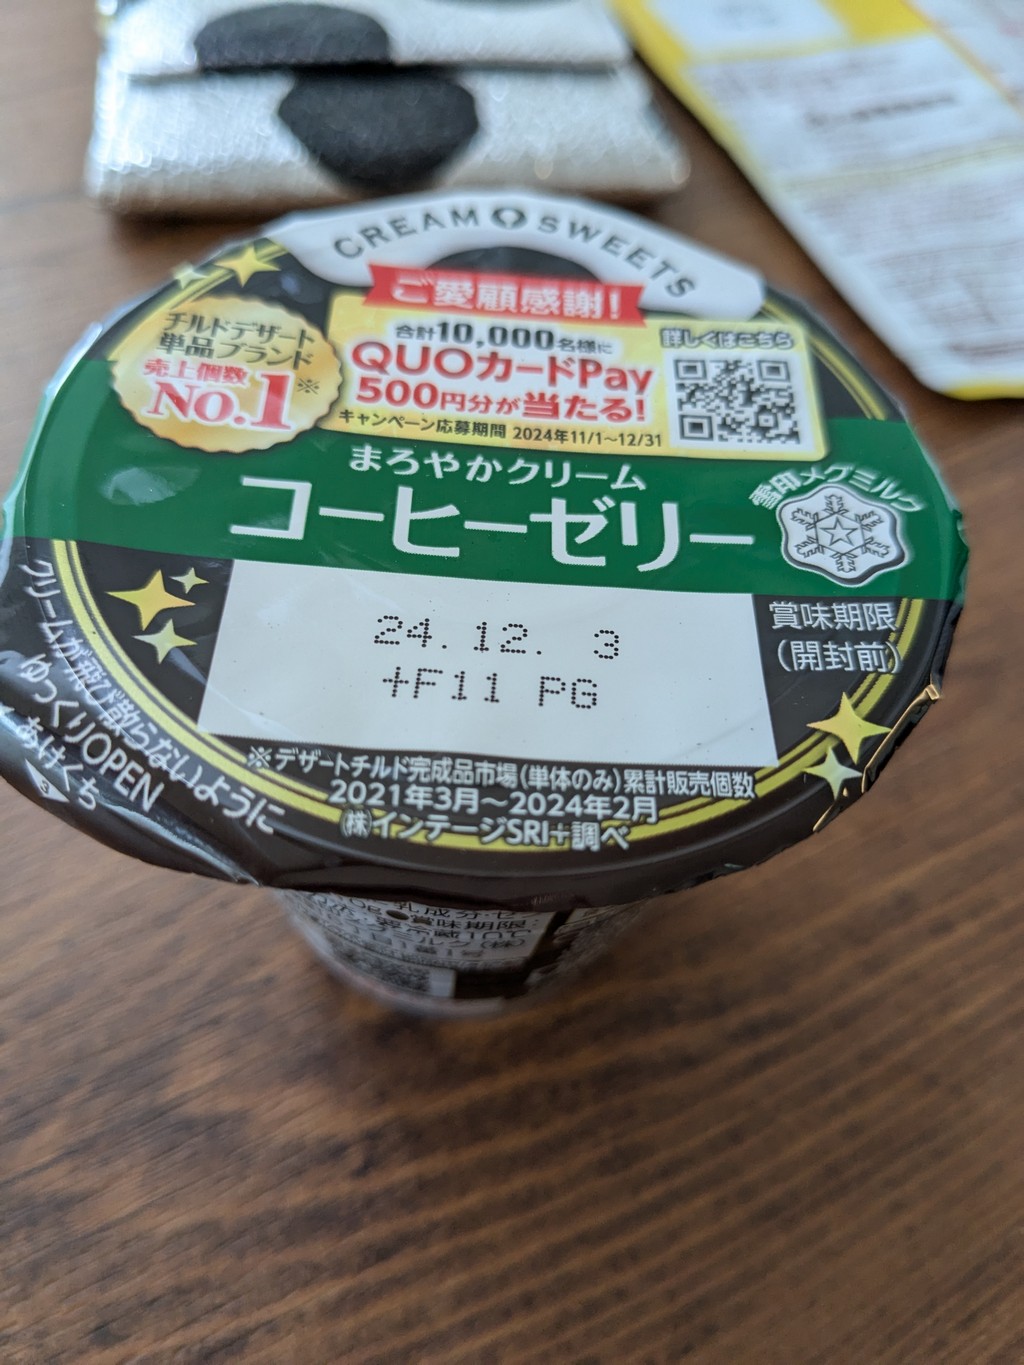 CREAM SWEETS
ご愛顧感謝!
チルドデザート
単品ブランド
売上個数
No.1※
合計10,000名様に
QUOカードPay
500円分が当たる!
キャンペーン応募期間 2024年11/1〜12/31
詳しくはこちら
まろやかクリーム
コーヒーゼリー
雪印メグミルク
24.12. 3
+F11 PG
賞味期限
(開封前)
※デザートチルド完成品市場(単体のみ)累計販売個数
2021年3月〜2024年2月
(株)インテージSRI+調べ
クリームが飛び散らないように
ゆっくりOPEN
あけくち
乳成分・ゼ
●賞味期限: